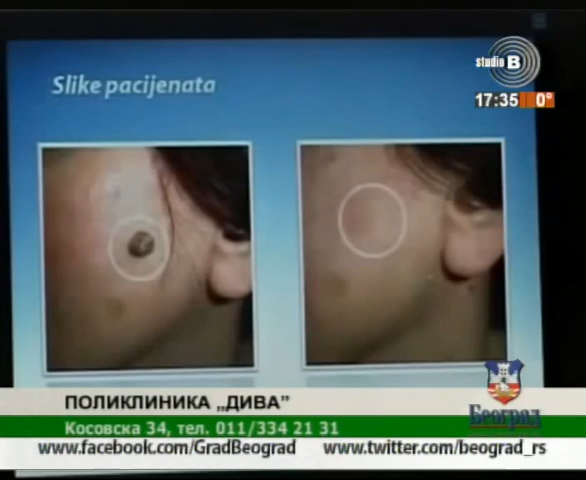 Slike pacijenata
studio B
17:35 0°
ПОЛИКЛИНИКА „ДИВА”
Косовска 34, тел. 011/334 21 31
Београд
www.facebook.com/GradBeograd www.twitter.com/beograd_rs